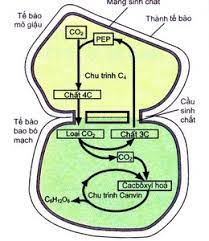 Màng sinh chất
Tế bào
mô giậu
Thành tế bào
CO₂
PEP
Chu trình C₄
Chất 4C
Cầu
sinh
chất
Tế bào
bao bó
mạch
Loại CO₂
Chất 3C
CO₂
Cacbôxyl hoá
Chu trình Canvin
C₆H₁₂O₆